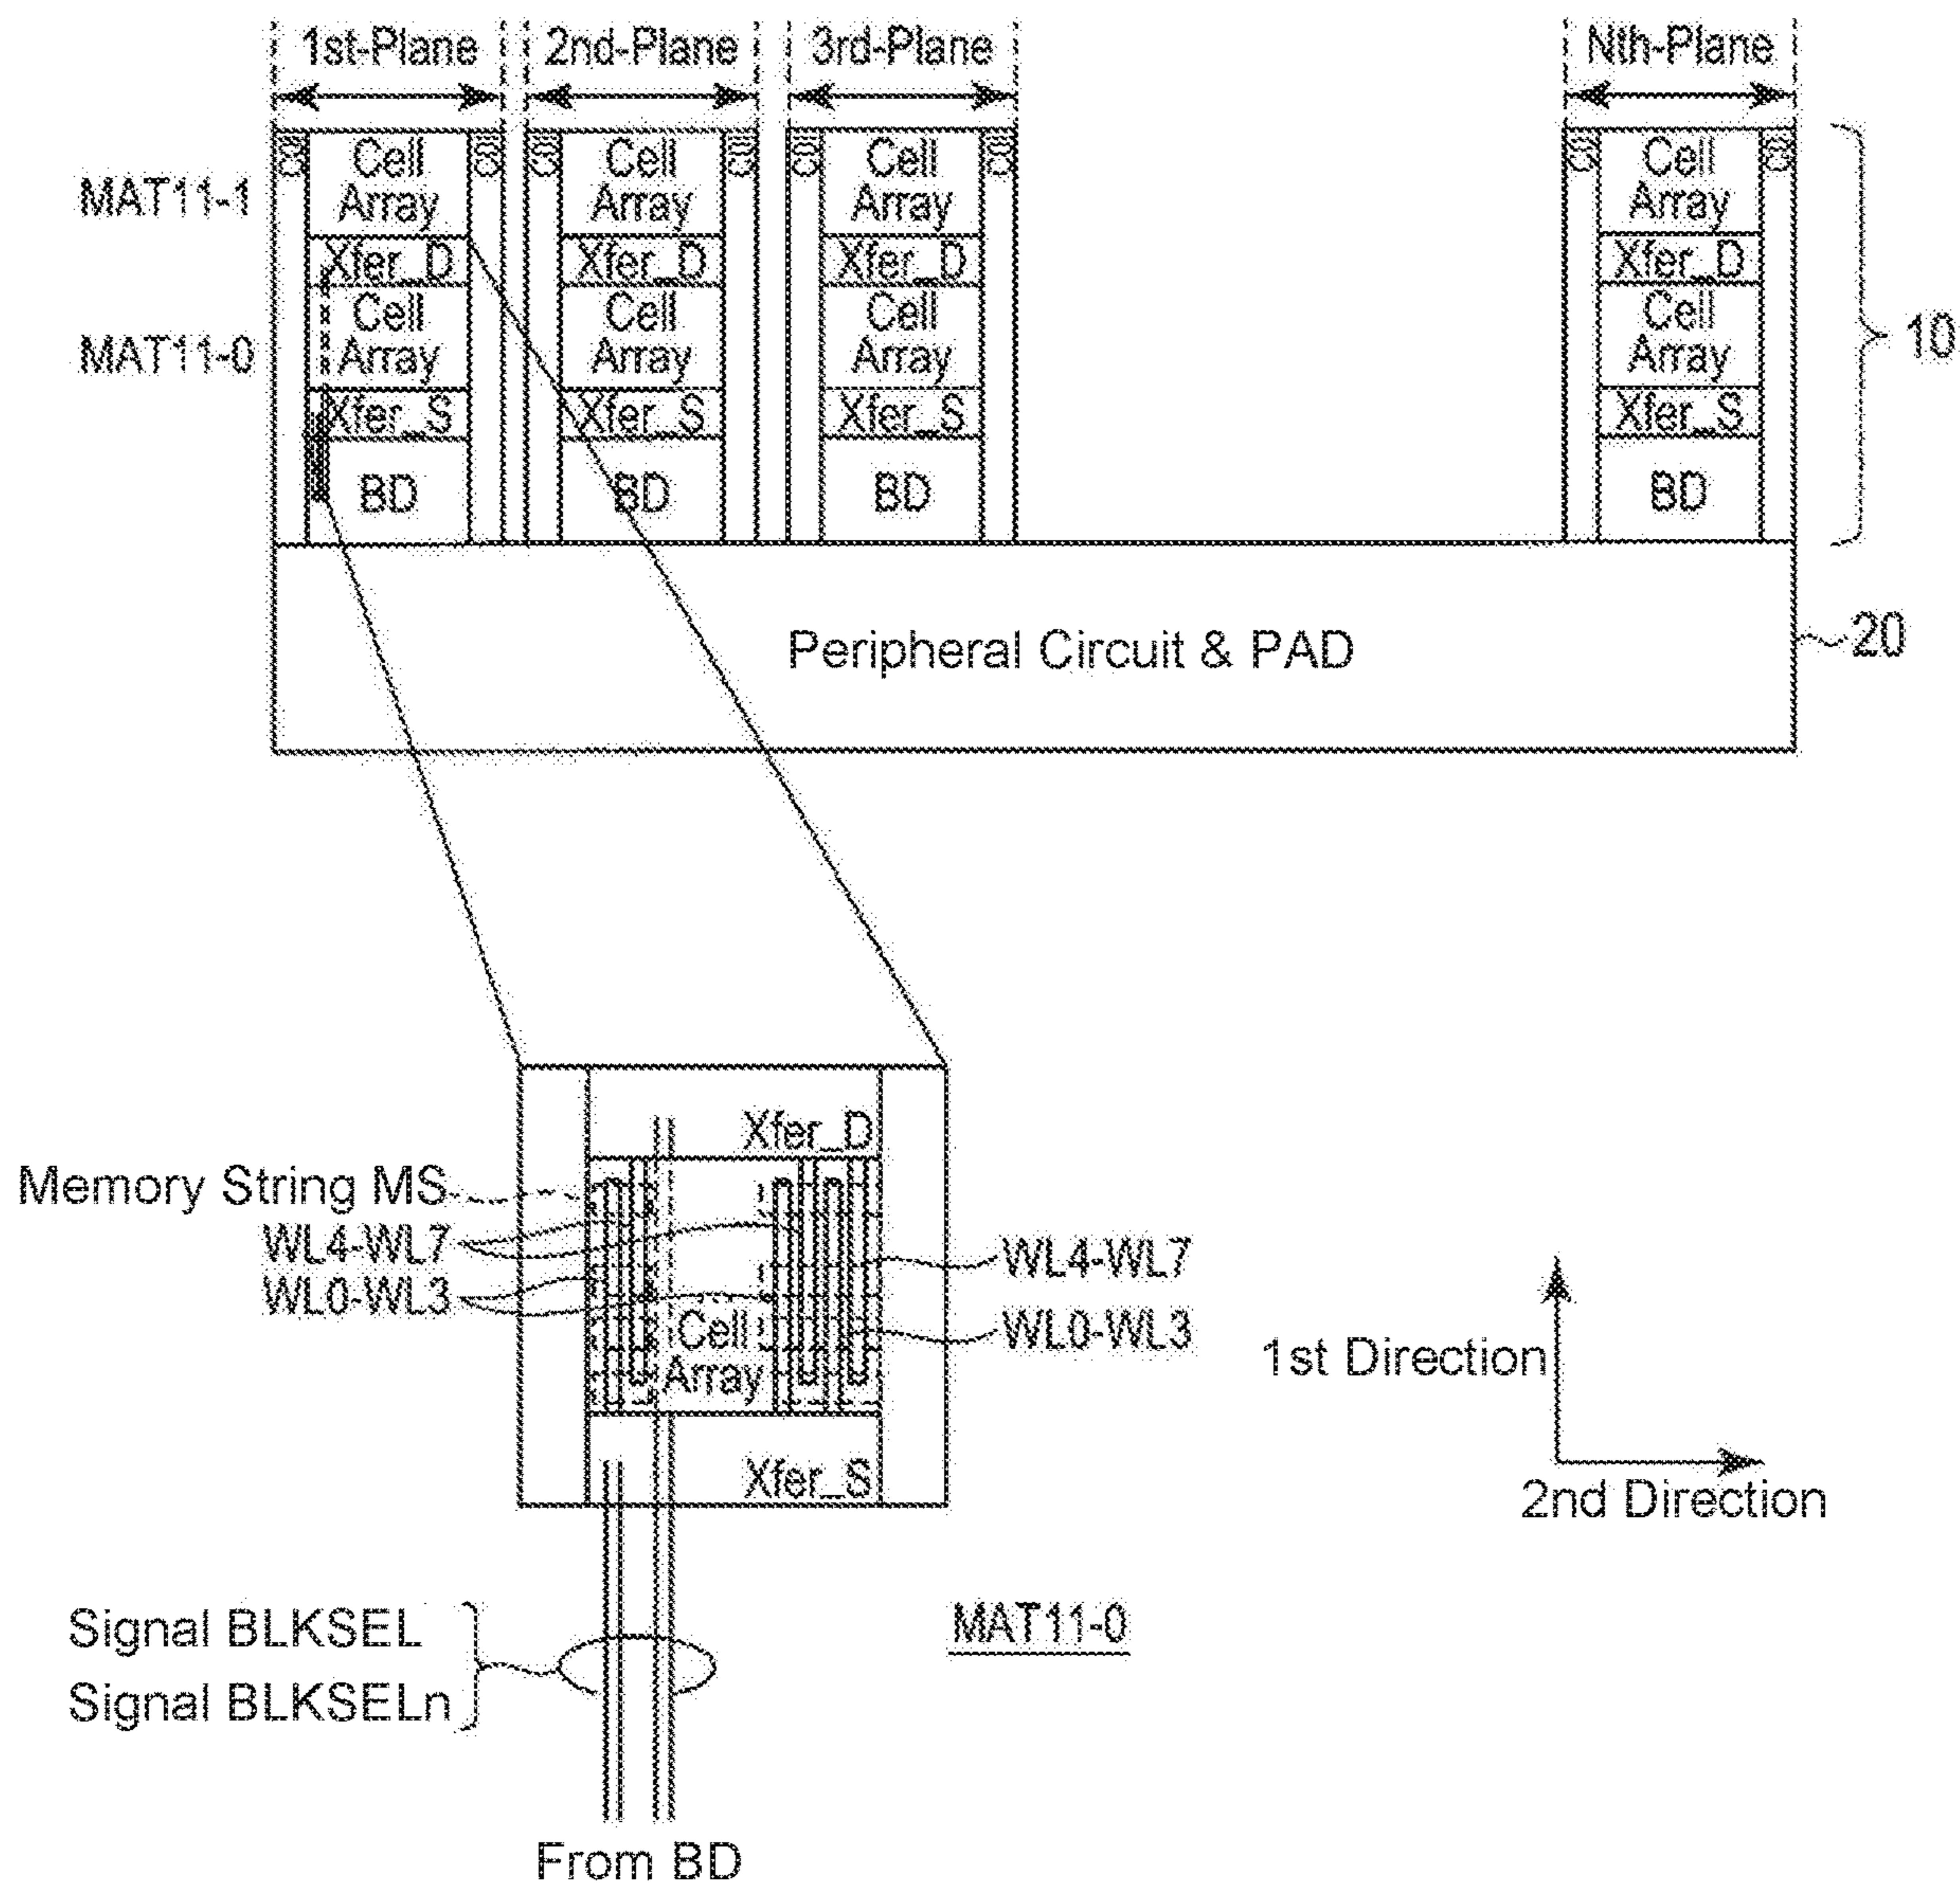 1st-Plane 2nd-Plane 3rd-Plane Nth-Plane
MAT11-1
Cell Array
Cell Array
Cell Array
Cell Array
Xfer_D
Xfer_D
Xfer_D
Xfer_D
MAT11-0
Cell Array
Cell Array
Cell Array
Cell Array
10
Xfer_S
Xfer_S
Xfer_S
Xfer_S
BD
BD
BD
BD
Peripheral Circuit & PAD
20
Xfer_D
Memory String MS
WL4-WL7
WL0-WL3
WL4-WL7
WL0-WL3
Cell
Array
Xfer_S
1st Direction
2nd Direction
Signal BLKSEL
Signal BLKSELn
MAT11-0
From BD